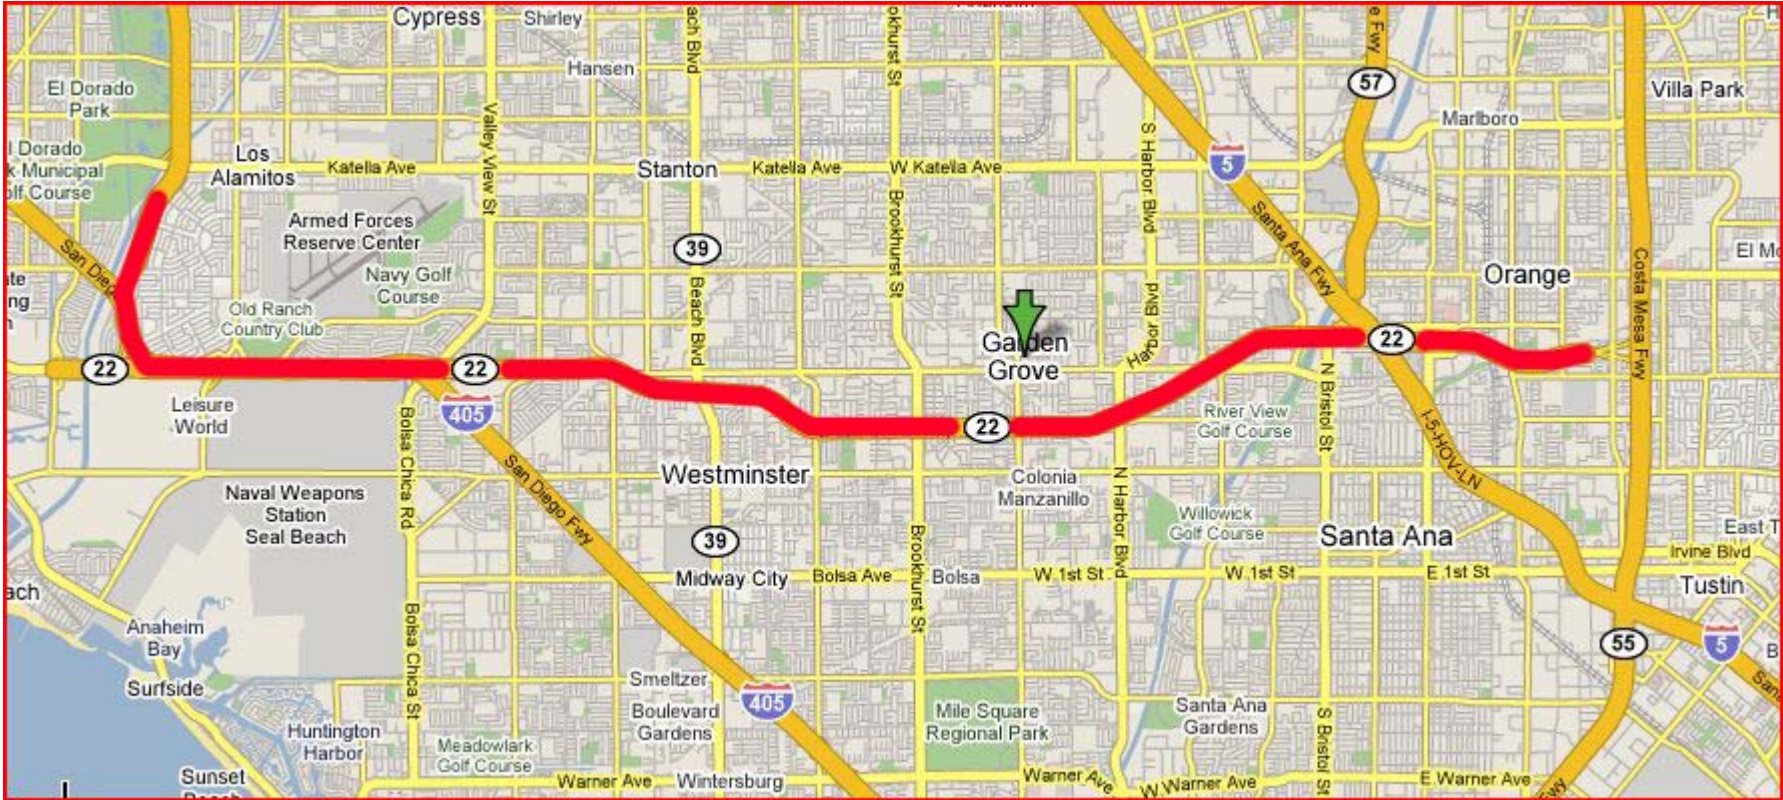 Cypress
Shirley
Hansen
El Dorado
Park
Villa Park
57
Marlboro
Valley View St
Los
Alamitos
Katella Ave
Stanton
Katella Ave
W Katella Ave
S Harbor Blvd
5
Armed Forces
Reserve Center
Navy Golf
Course
39
Brookhurst St
Santa Ana Fwy
Orange
Old Ranch
Country Club
Beach Blvd
Costa Mesa Fwy
Garden
Grove
22
22
22
22
Leisure
World
405
Bolsa Chica Rd
San Diego Fwy
Westminster
Colonia
Manzanillo
N Harbor Blvd
River View
Golf Course
N Bristol St
I-5-HOV-LN
Naval Weapons
Station
Seal Beach
Willowick
Golf Course
Santa Ana
39
Brookhurst St
Irvine Blvd
Midway City
Bolsa Ave
Bolsa
W 1st St
W 1st St
E 1st St
Tustin
Anaheim
Bay
Bolsa Chica St
55
5
Surfside
Smeltzer
405
Boulevard
Gardens
Mile Square
Regional Park
Santa Ana
Gardens
S Bristol St
Huntington
Harbor
Meadowlark
Golf Course
Sunset
Warner Ave
Wintersburg
Warner Ave
W Warner Ave
E Warner Ave